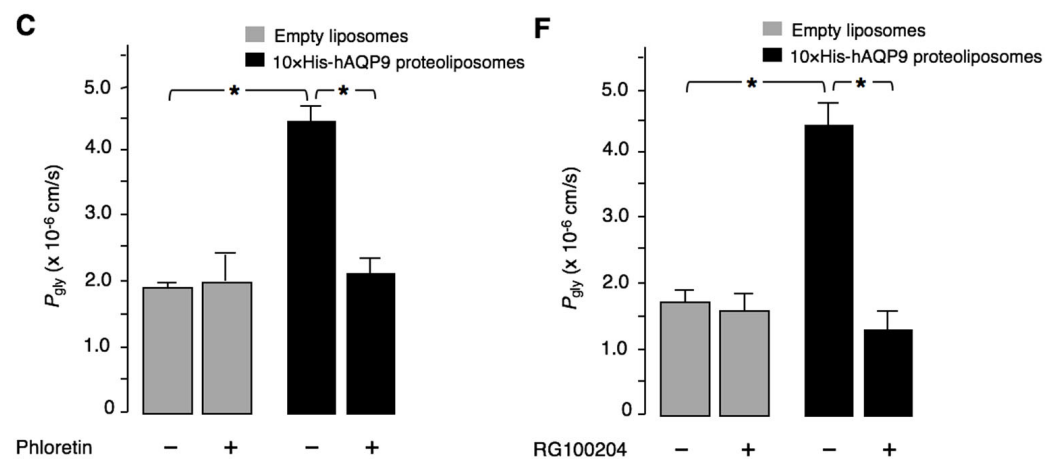 C
Empty liposomes
10×His-hAQP9 proteoliposomes
5.0
4.0
3.0
2.0
1.0
0
Pgly (x 10-6 cm/s)
* *
Phloretin – + – +
F
Empty liposomes
10×His-hAQP9 proteoliposomes
5.0
4.0
3.0
2.0
1.0
0
Pgly (x 10-6 cm/s)
* *
RG100204 – + – +